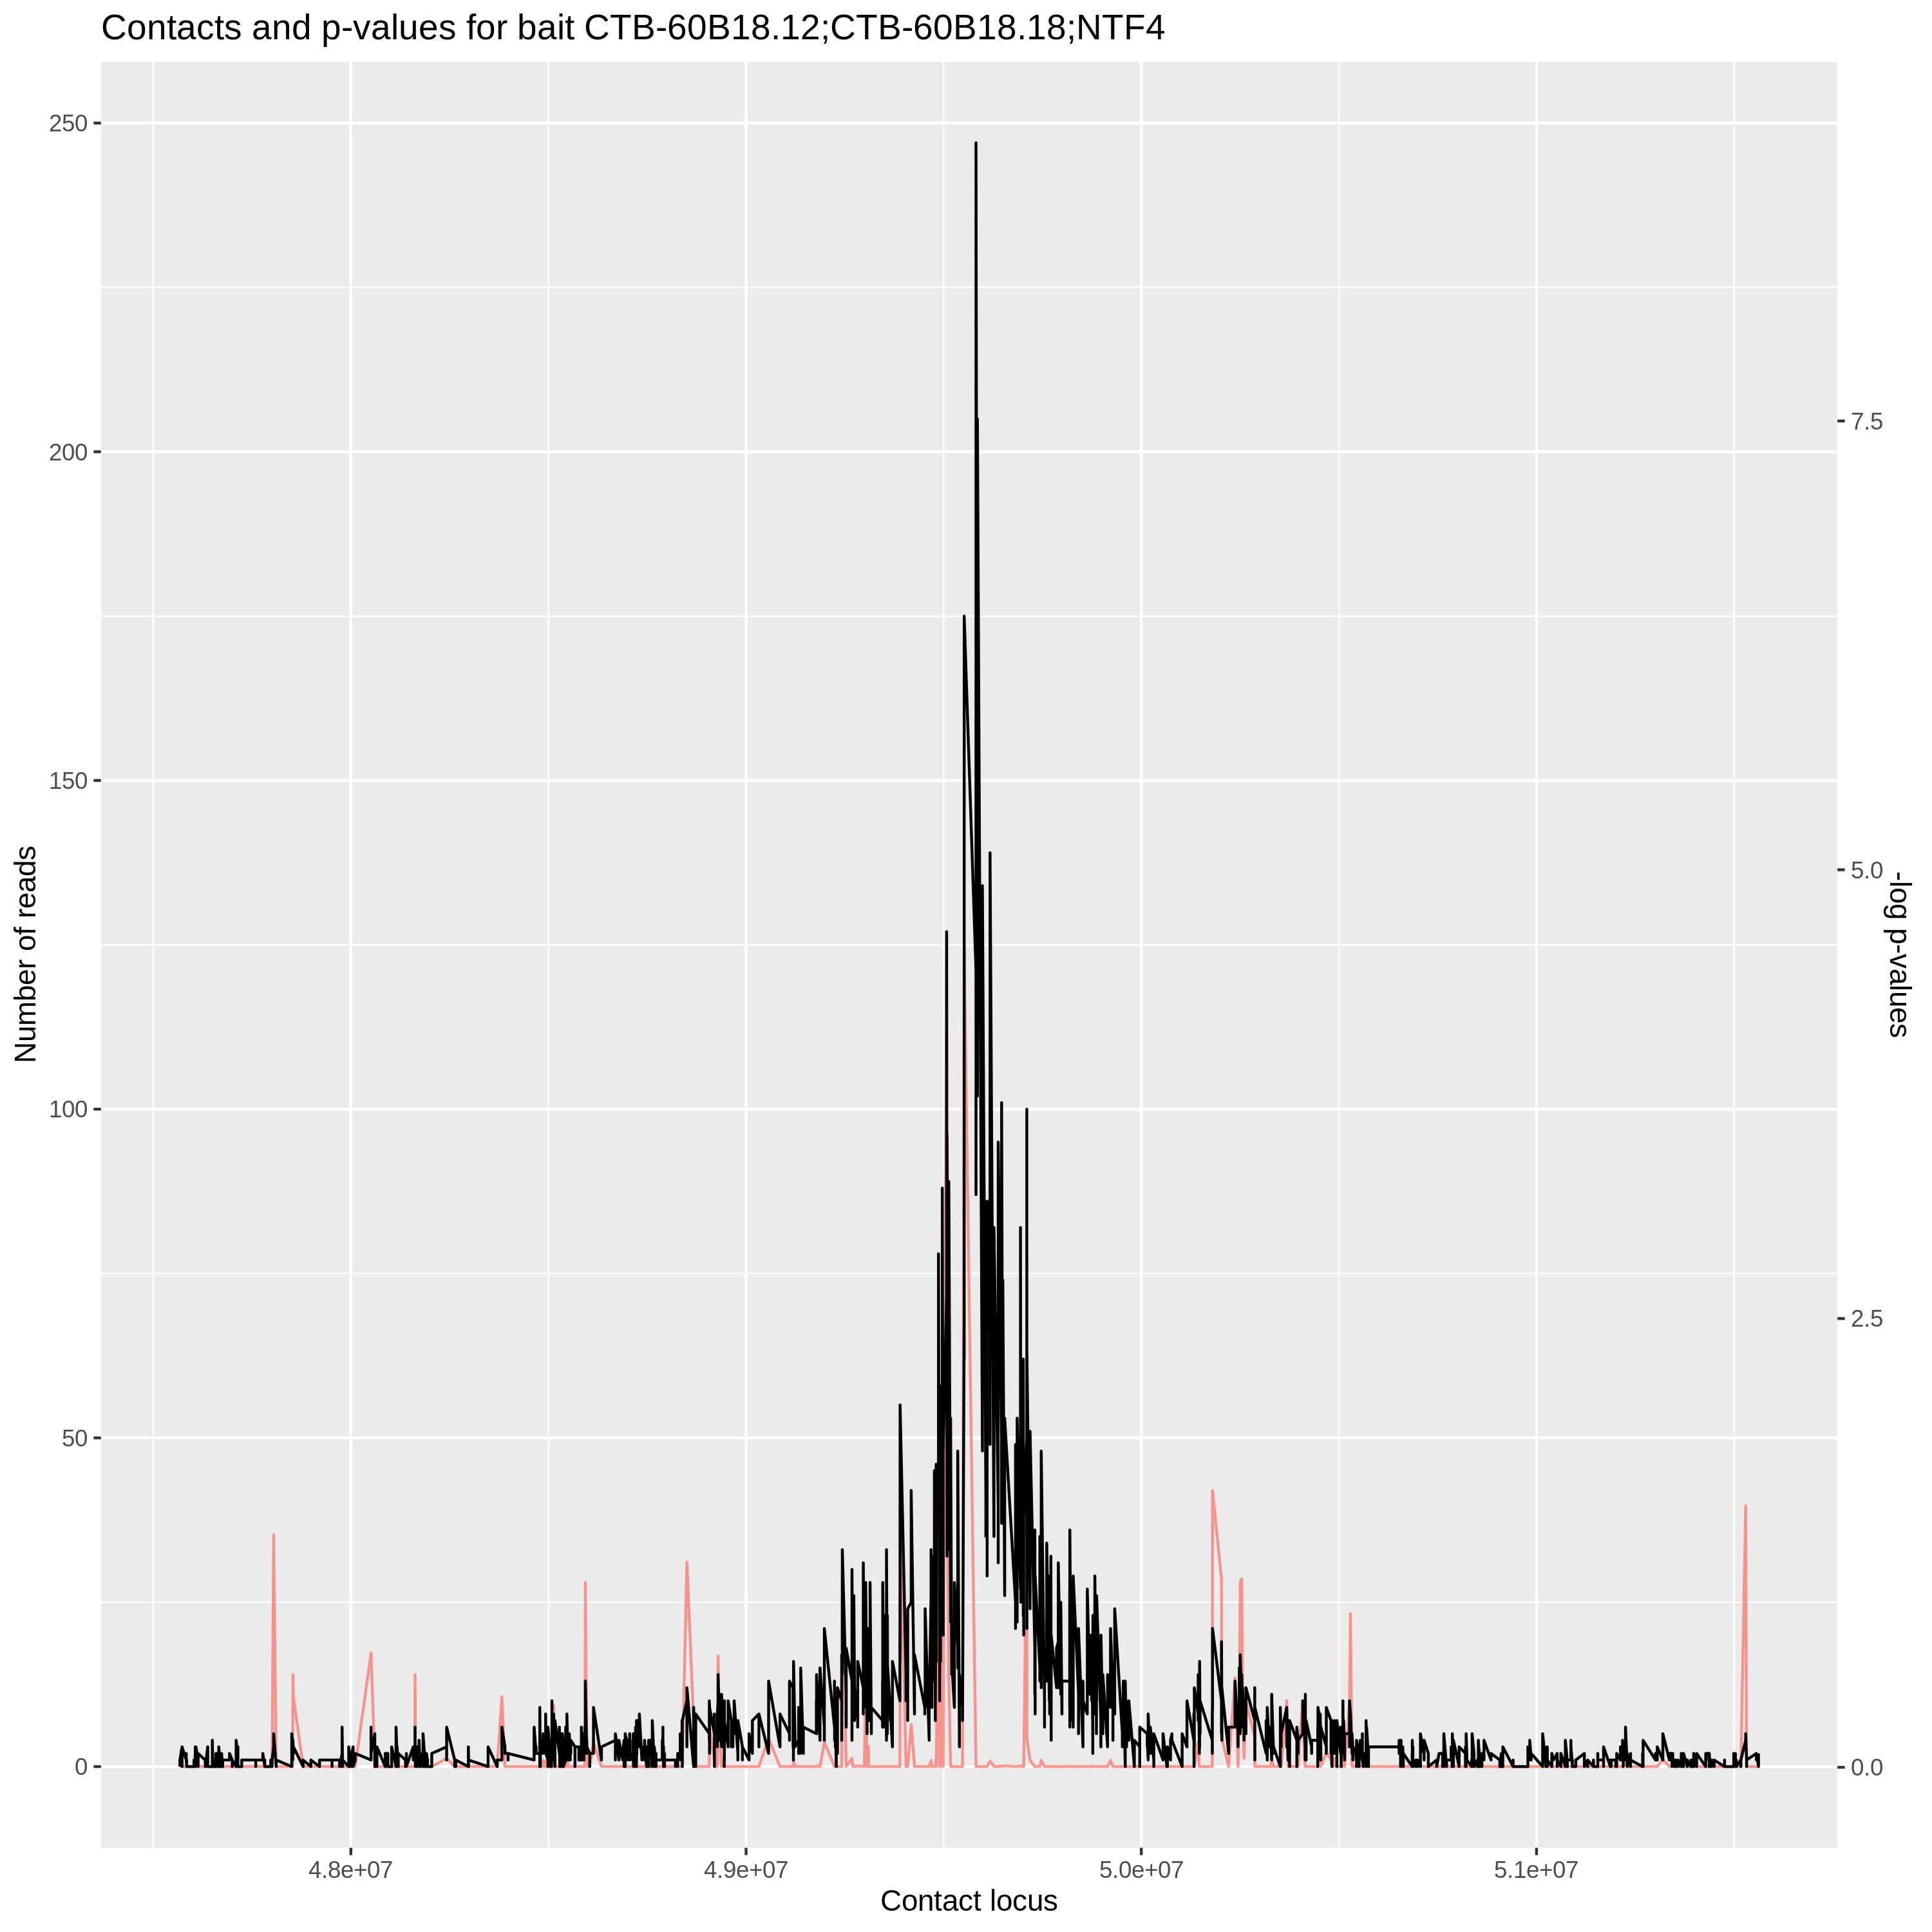 Contacts and p-values for bait CTB-60B18.12;CTB-60B18.18;NTF4
250
200
150
100
50
0
Number of reads
7.5
5.0
2.5
0.0
-log p-values
4.8e+07 4.9e+07 5.0e+07 5.1e+07
Contact locus